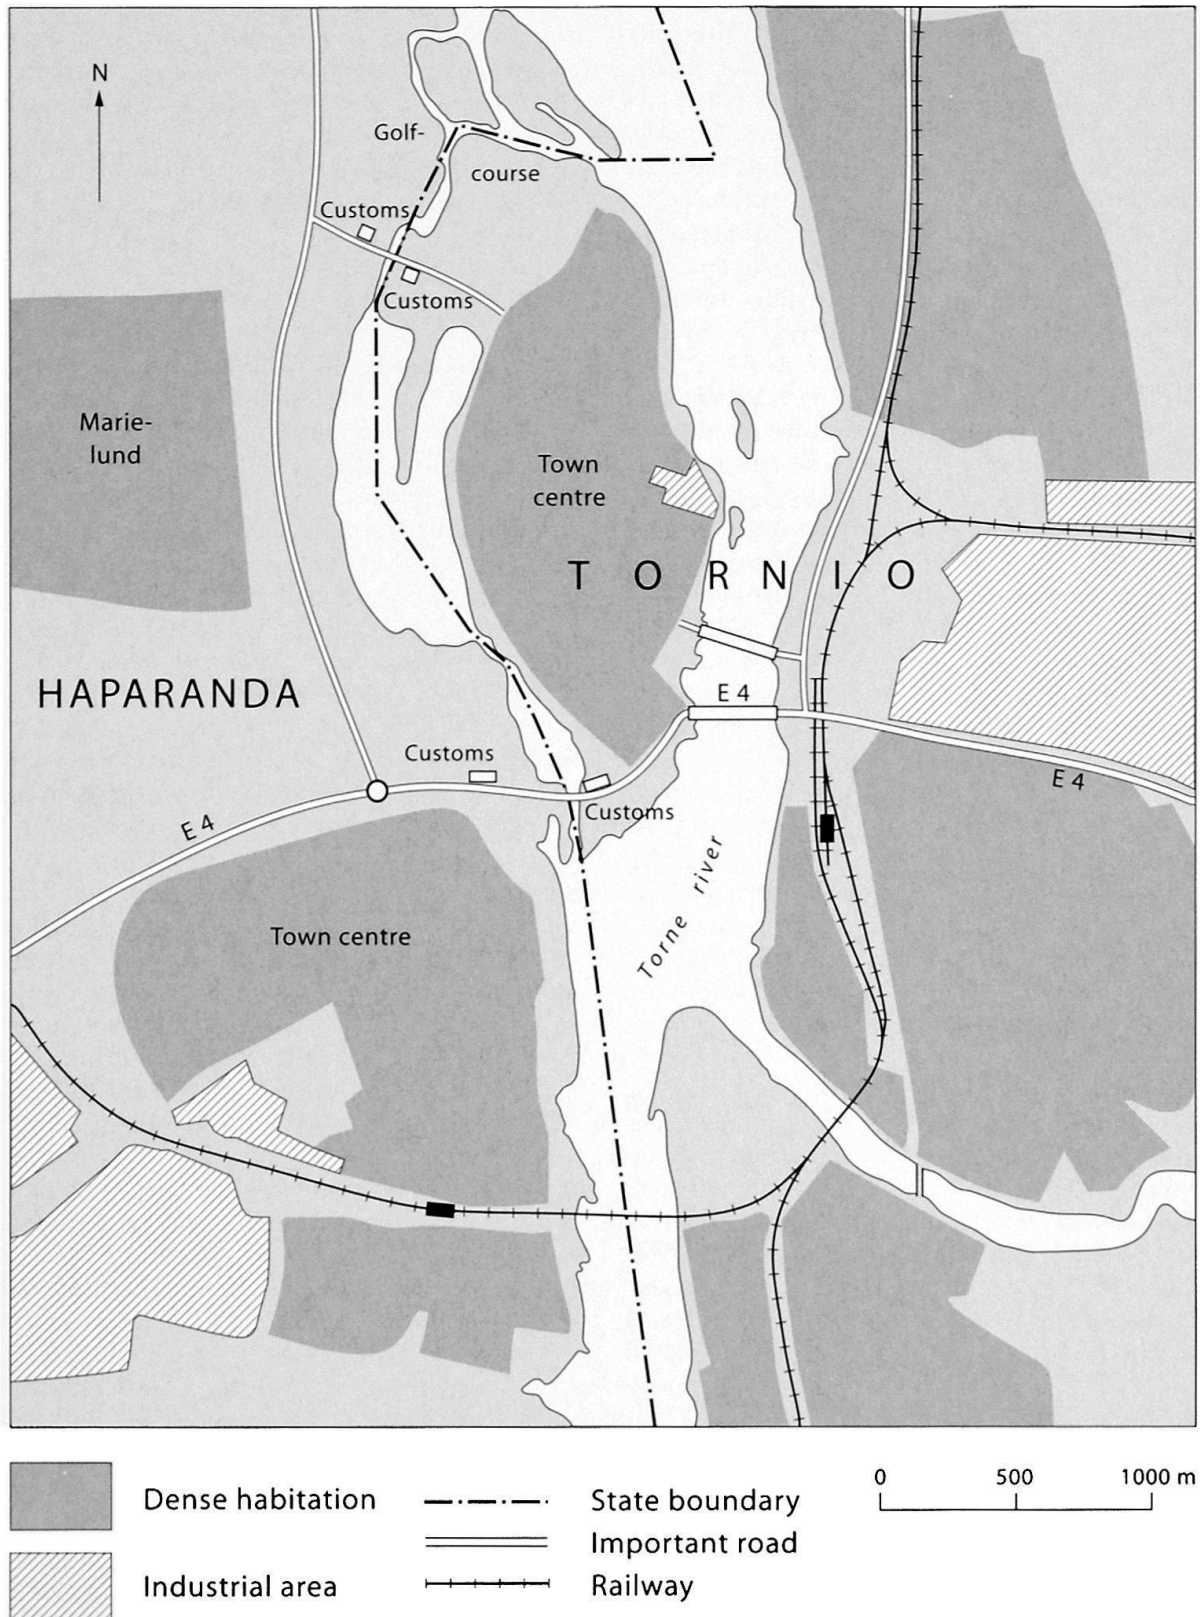 N
Golf-
course
Customs
Customs
Marie-
lund
Town
centre
TORNIO
HAPARANDA
E 4
Customs
E 4
Customs
E 4
Torne river
Town centre
Dense habitation
Industrial area
State boundary
Important road
Railway
0 500 1000 m